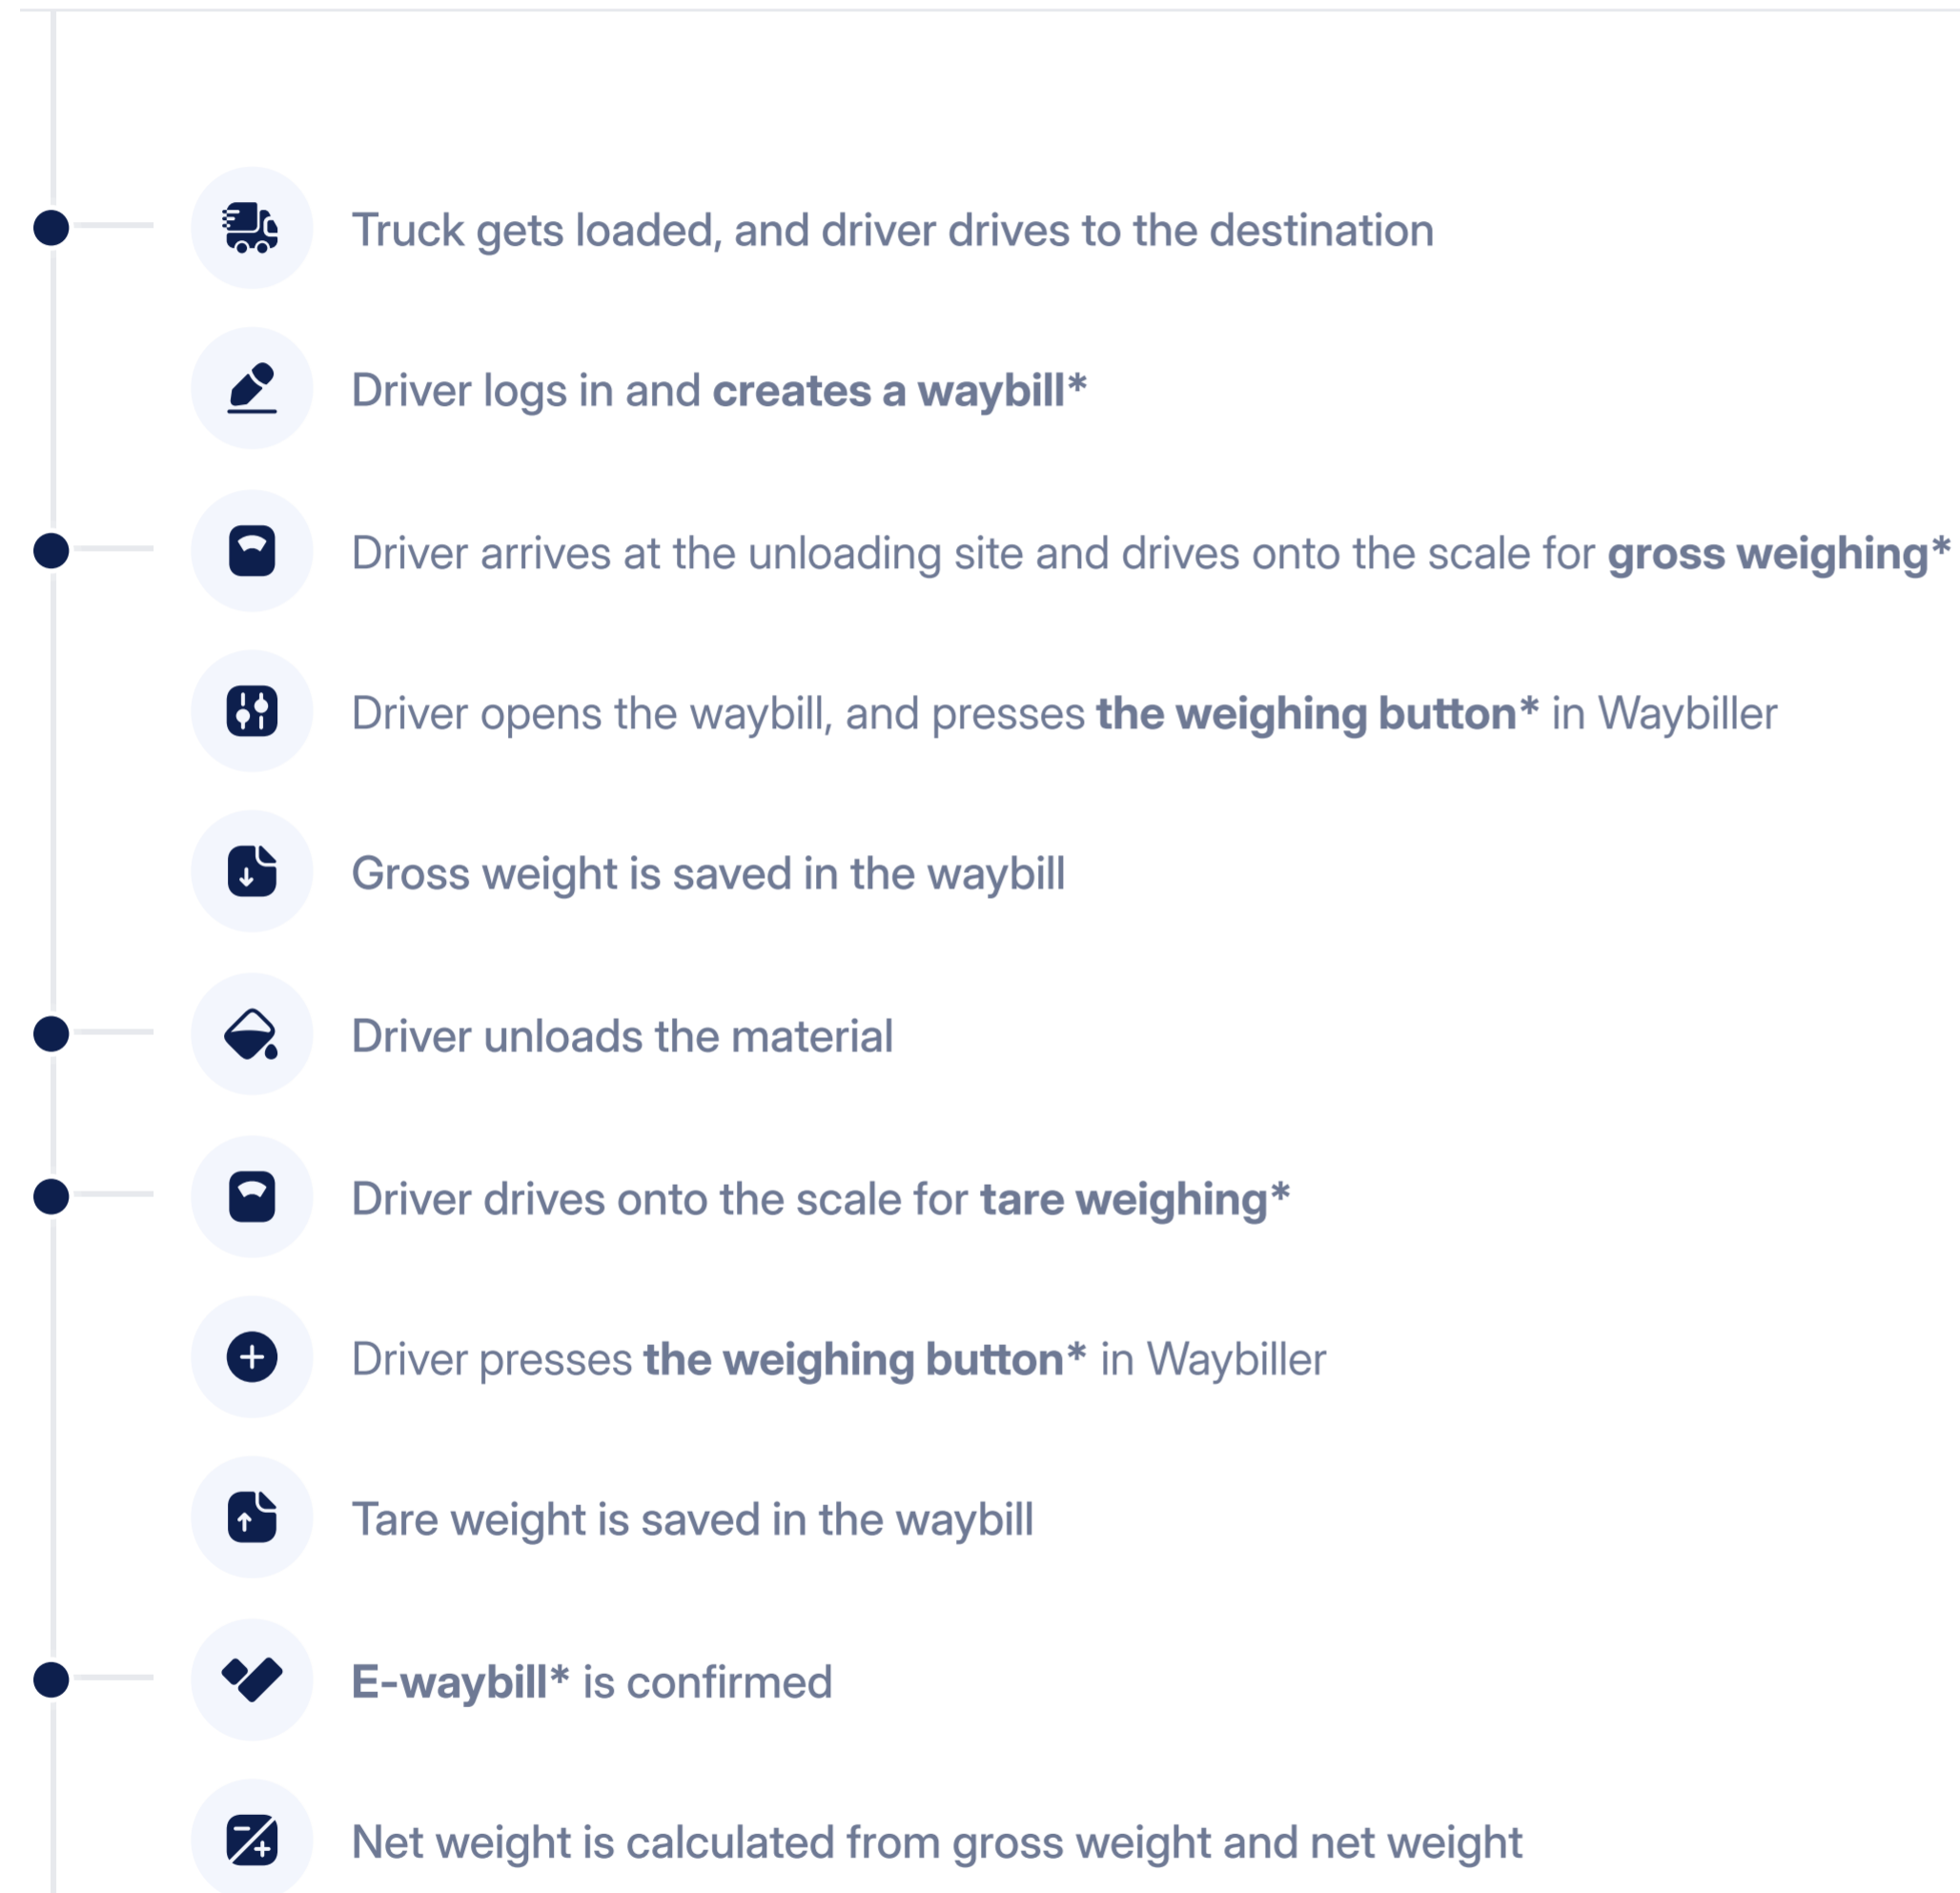 Truck gets loaded, and driver drives to the destination
Driver logs in and creates a waybill*
Driver arrives at the unloading site and drives onto the scale for gross weighing*
Driver opens the waybill, and presses the weighing button* in Waybiller
Gross weight is saved in the waybill
Driver unloads the material
Driver drives onto the scale for tare weighing*
Driver presses the weighing button* in Waybiller
Tare weight is saved in the waybill
E-waybill* is confirmed
Net weight is calculated from gross weight and net weight